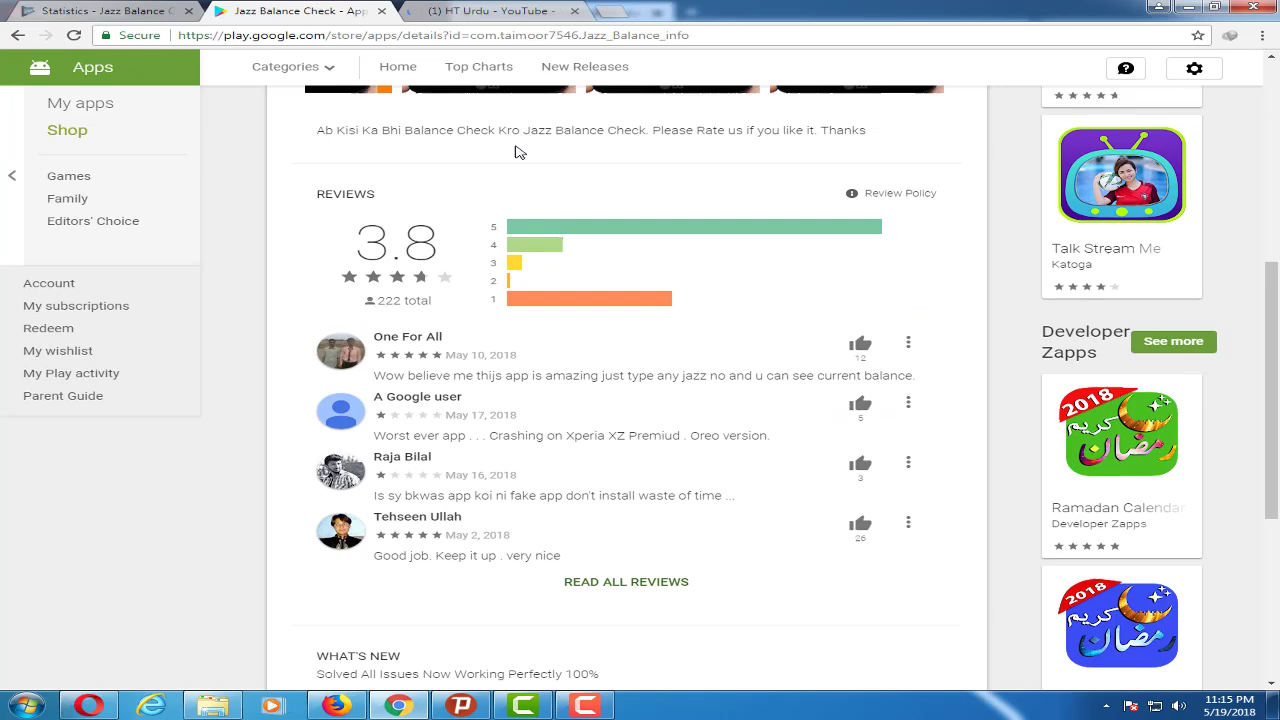 Statistics - Jazz Balance C
Jazz Balance Check - App
(1) HT Urdu - YouTube -
Secure
https://play.google.com/store/apps/details?id=com.taimoor7546.Jazz_Balance_info
Apps
Categories
Home
Top Charts
New Releases
My apps
Shop
Games
Family
Editors' Choice
Account
My subscriptions
Redeem
My wishlist
My Play activity
Parent Guide
Ab Kisi Ka Bhi Balance Check Kro Jazz Balance Check. Please Rate us if you like it. Thanks
REVIEWS
Review Policy
3.8
222 total
5
4
3
2
1
One For All
May 10, 2018
12
Wow believe me thijs app is amazing just type any jazz no and u can see current balance.
A Google user
May 17, 2018
5
Worst ever app . . . Crashing on Xperia XZ Premiud . Oreo version.
Raja Bilal
May 16, 2018
3
Is sy bkwas app koi ni fake app don't install waste of time ...
Tehseen Ullah
May 2, 2018
26
Good job. Keep it up . very nice
READ ALL REVIEWS
WHAT'S NEW
Solved All Issues Now Working Perfectly 100%
Talk Stream Me
Katoga
Developer
Zapps
See more
2018
رمضان
كريم
Ramadan Calendar
Developer Zapps
2018
رمضان
كريم
11:15 PM
5/19/2018